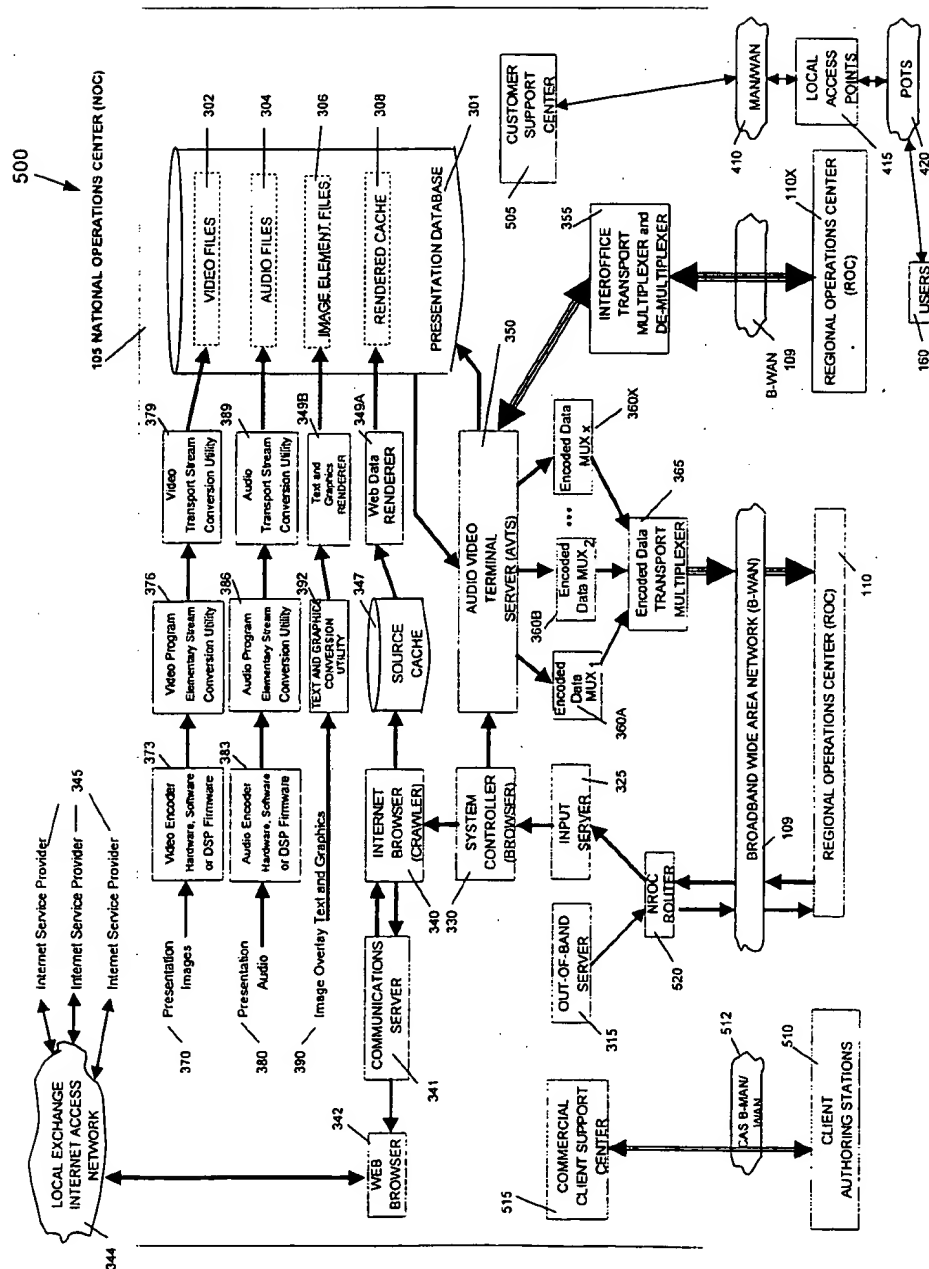 500
105 NATIONAL OPERATIONS CENTER (NOC)
LOCAL EXCHANGE
INTERNET ACCESS
NETWORK
344
Internet Service Provider
Internet Service Provider
Internet Service Provider
345
Presentation
Images
370
Presentation
Audio
380
Image Overlay Text and Graphics
390
373
Video Encoder
Hardware, Software
or DSP Firmware
376
Video Program
Elementary Stream
Conversion Utility
379
Video
Transport Stream
Conversion Utility
383
Audio Encoder
Hardware, Software
or DSP Firmware
386
Audio Program
Elementary Stream
Conversion Utility
389
Audio
Transport Stream
Conversion Utility
392
TEXT AND GRAPHICS
CONVERSION
UTILITY
349B
Text and
Graphics
RENDERER
349A
Web Data
RENDERER
347
SOURCE
CACHE
VIDEO FILES
302
AUDIO FILES
304
IMAGE ELEMENT FILES
306
RENDERED CACHE
308
PRESENTATION DATABASE
301
342
WEB
BROWSER
COMMUNICATIONS
SERVER
341
INTERNET
BROWSER
(CRAWLER)
340
SYSTEM
CONTROLLER
(BROWSER)
330
AUDIO VIDEO
TERMINAL
SERVER (AVTS)
350
CUSTOMER
SUPPORT
CENTER
505
INPUT
SERVER
325
OUT-OF-BAND
SERVER
315
NROC
ROUTER
520
Encoded
Data
MUX 1
360A
Encoded
Data MUX 2
360B
...
Encoded Data
MUX X
360X
Encoded Data
TRANSPORT
MULTIPLEXER
365
INTEROFFICE
TRANSPORT
MULTIPLEXER and
DE-MULTIPLEXER
355
COMMERCIAL
CLIENT SUPPORT
CENTER
515
CAS B-MAN/
WAN
512
CLIENT
AUTHORING STATIONS
510
BROADBAND WIDE AREA NETWORK (B-WAN)
109
REGIONAL OPERATIONS CENTER (ROC)
110
B-WAN
109
REGIONAL
OPERATIONS CENTER
(ROC)
110X
MAN/WAN
410
LOCAL
ACCESS
POINTS
415
POTS
420
USERS
160